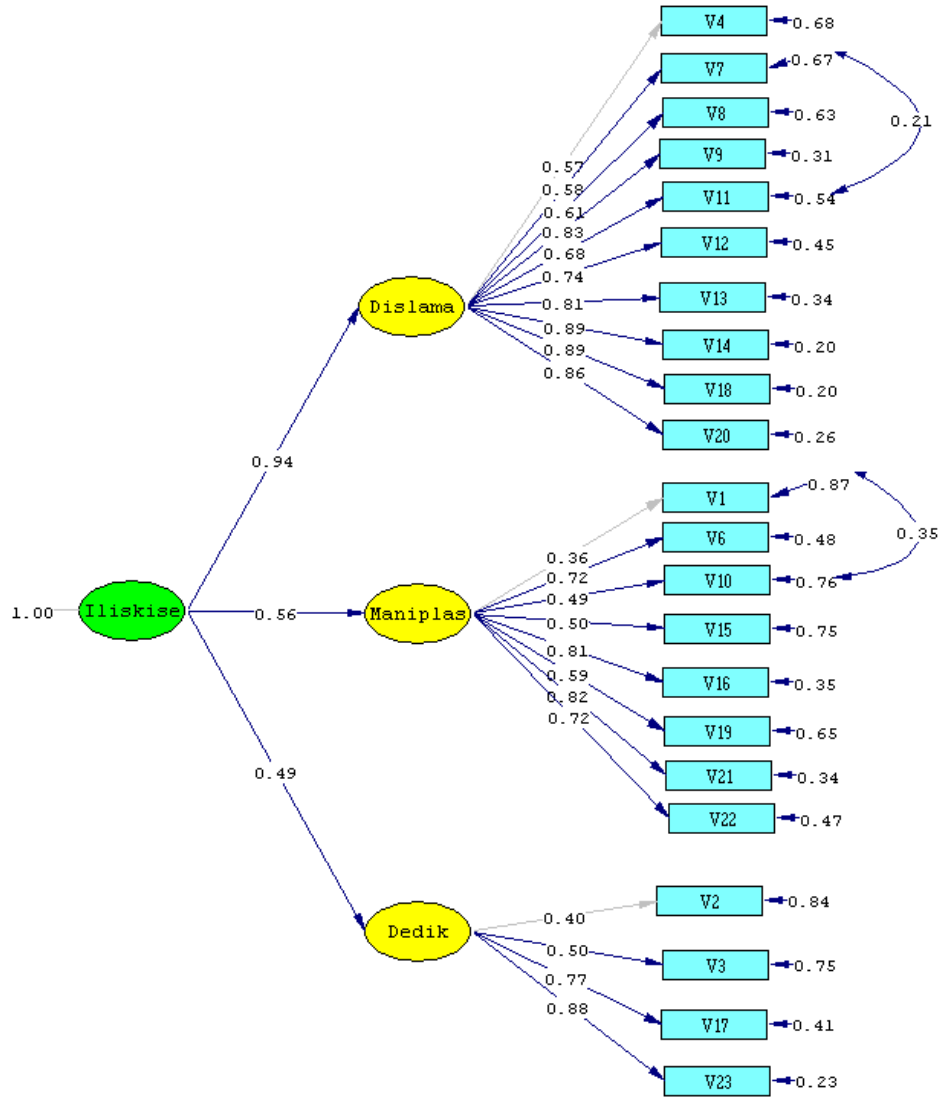 V4 0.68
V7 0.67
V8 0.63
0.21
V9 0.31
0.57
0.58
V11 0.54
0.61
0.83
V12 0.45
0.68
0.74
Dislama
0.81 V13 0.34
0.89
V14 0.20
0.89
0.86
V18 0.20
V20 0.26
0.94
V1 0.87
0.35
V6 0.48
0.36
0.72
V10 0.76
0.49
1.00 Iliskise 0.56 Maniplas
0.50 V15 0.75
0.81
0.59
V16 0.35
0.82
0.72
V19 0.65
0.49
V21 0.34
V22 0.47
V2 0.84
0.40
Dedik
0.50
V3 0.75
0.77
0.88
V17 0.41
V23 0.23